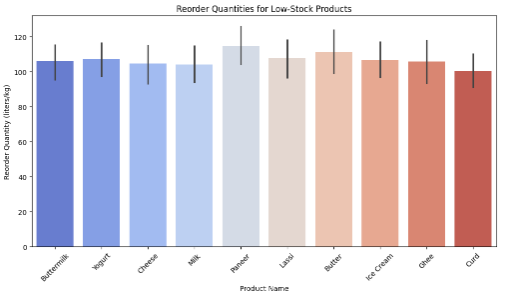 Reorder Quantities for Low-Stock Products
Reorder Quantity (liters/kg)
120
100
80
60
40
20
0
Buttermilk
Yogurt
Cheese
Milk
Paneer
Lassi
Butter
Ice Cream
Ghee
Curd
Product Name